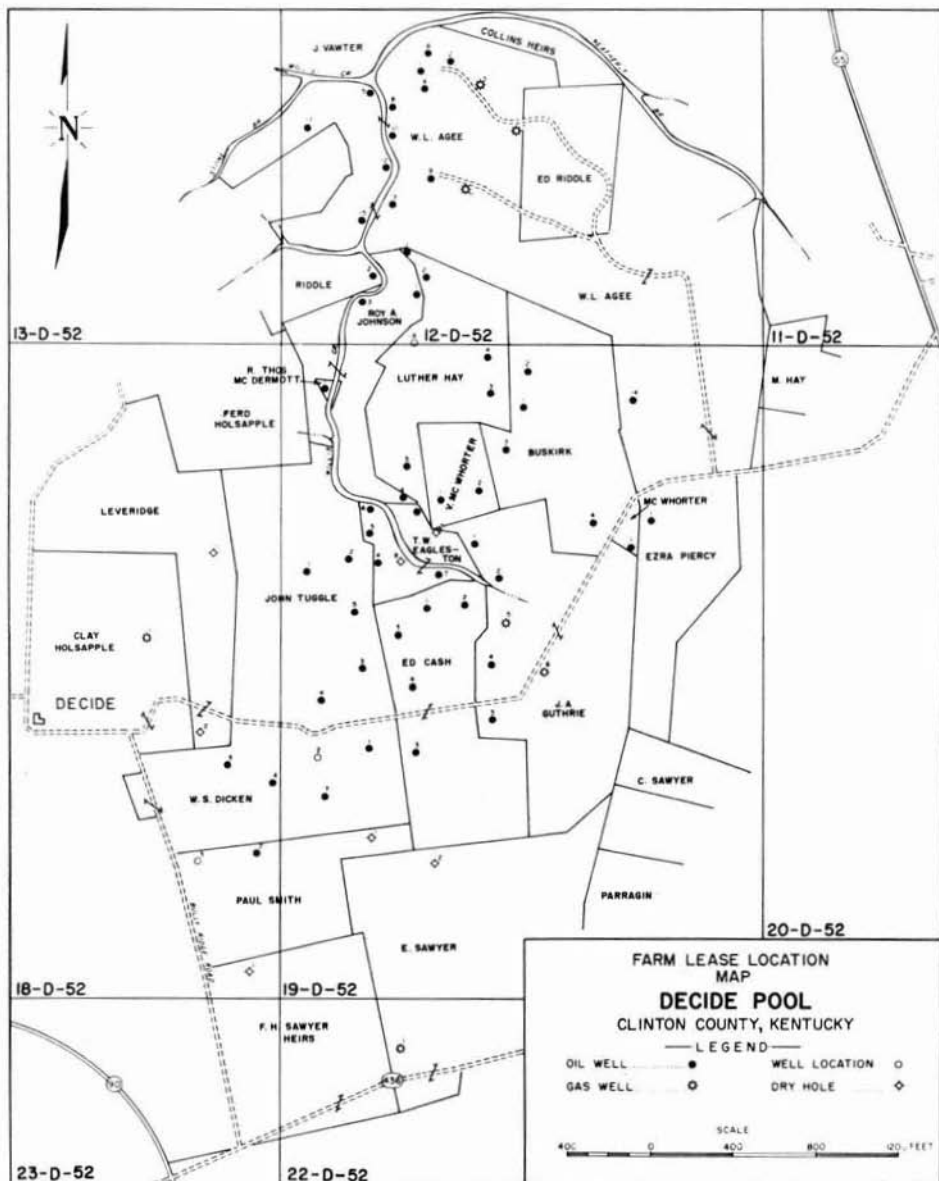 COLLINS HEIRS
J. VAWTER
55
N
W. L. AGEE
ED RIDDLE
RIDDLE
W. L. AGEE
ROY A.
JOHNSON
13-D-52
12-D-52
11-D-52
R. THOS
MC DERMOTT
LUTHER HAY
M. HAY
FERD
HOLSAPPLE
V. MC WHORTER
BUSKIRK
LEVERIDGE
MC WHORTER
T. W.
EAGLES-
TON
EZRA PIERCY
JOHN TUGGLE
CLAY
HOLSAPPLE
ED CASH
DECIDE
J. A
GUTHRIE
W. S. DICKEN
C. SAWYER
PAUL SMITH
PARRAGIN
E. SAWYER
20-D-52
18-D-52
19-D-52
F. H. SAWYER
HEIRS
90
FARM LEASE LOCATION
MAP
DECIDE POOL
CLINTON COUNTY, KENTUCKY
LEGEND
OIL WELL WELL LOCATION
GAS WELL DRY HOLE
SCALE
400 0 400 800 1200 FEET
23-D-52
22-D-52